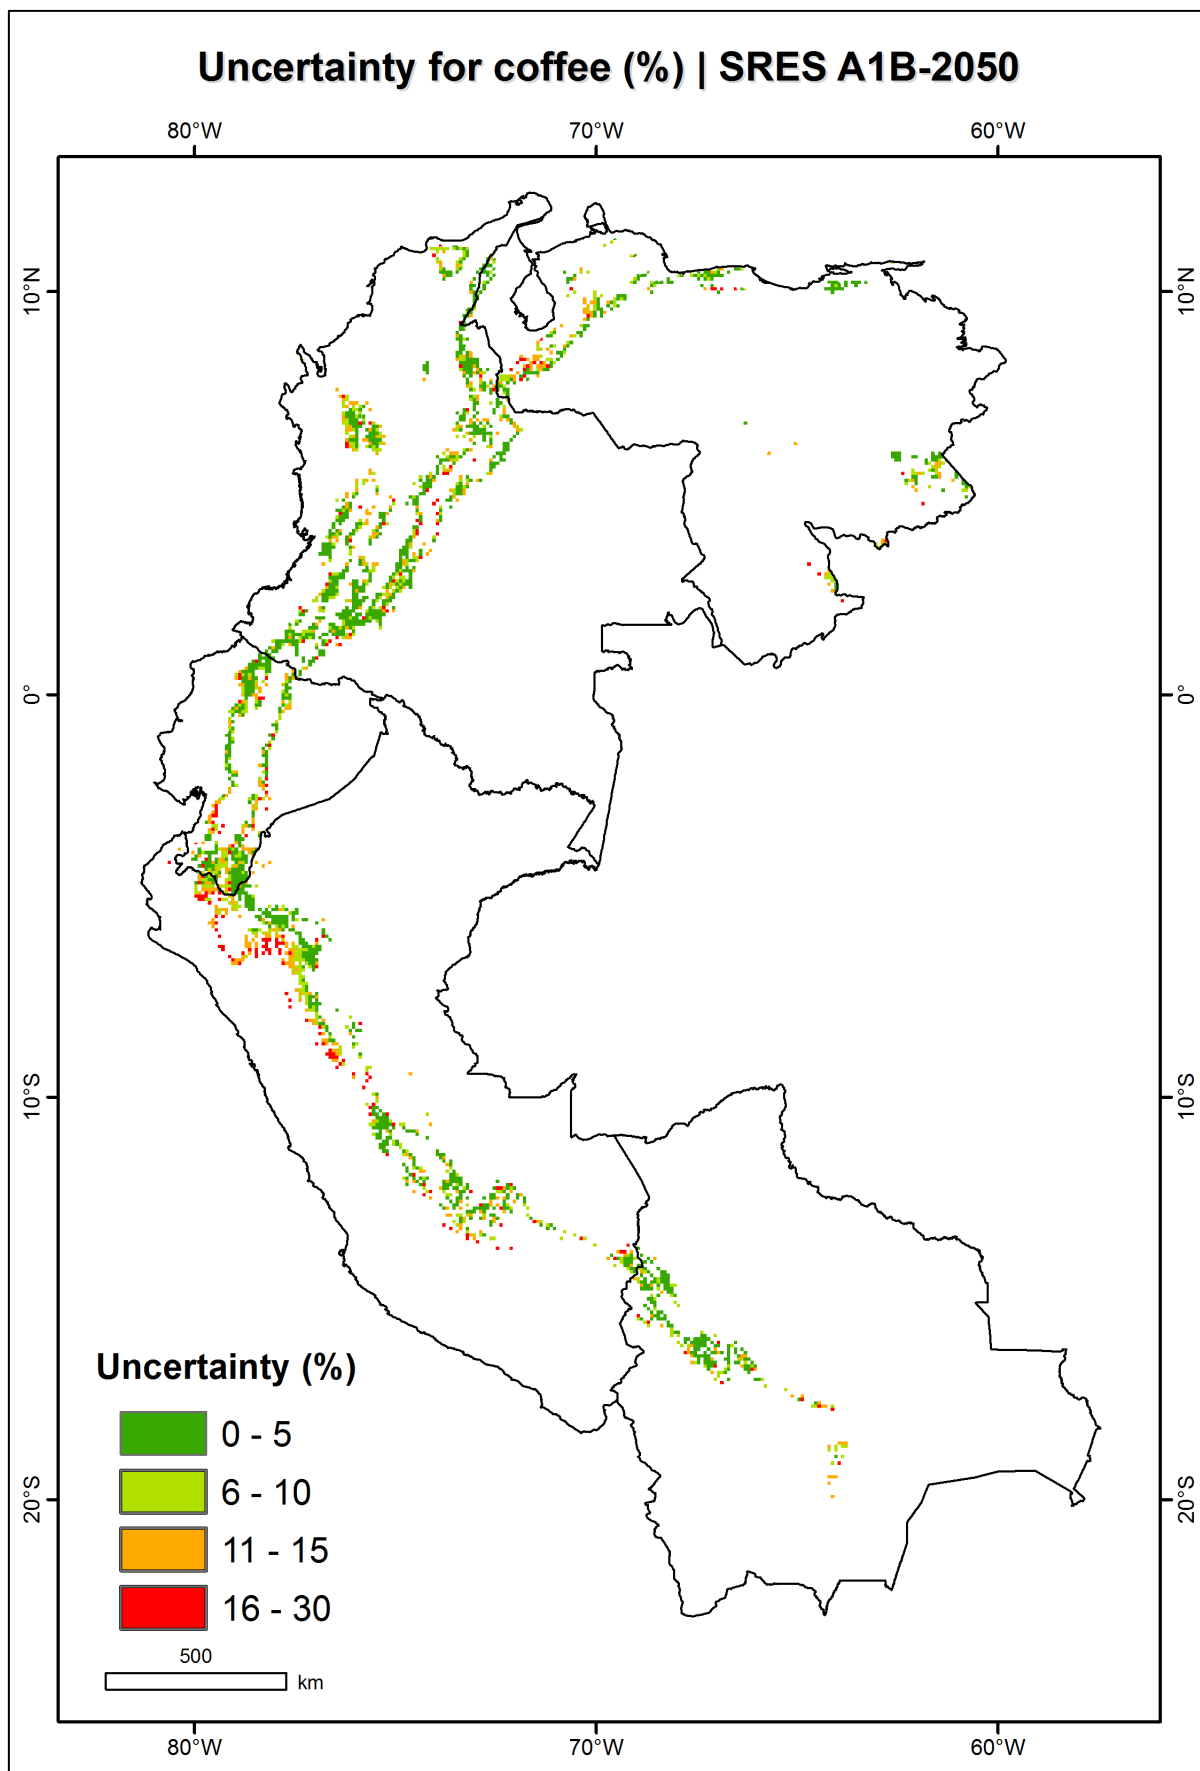 Uncertainty for coffee (%) | SRES A1B-2050
80°W 70°W 60°W
10°N 10°N
0° 0°
10°S 10°S
20°S 20°S
Uncertainty (%)
0 - 5
6 - 10
11 - 15
16 - 30
500
km
80°W 70°W 60°W